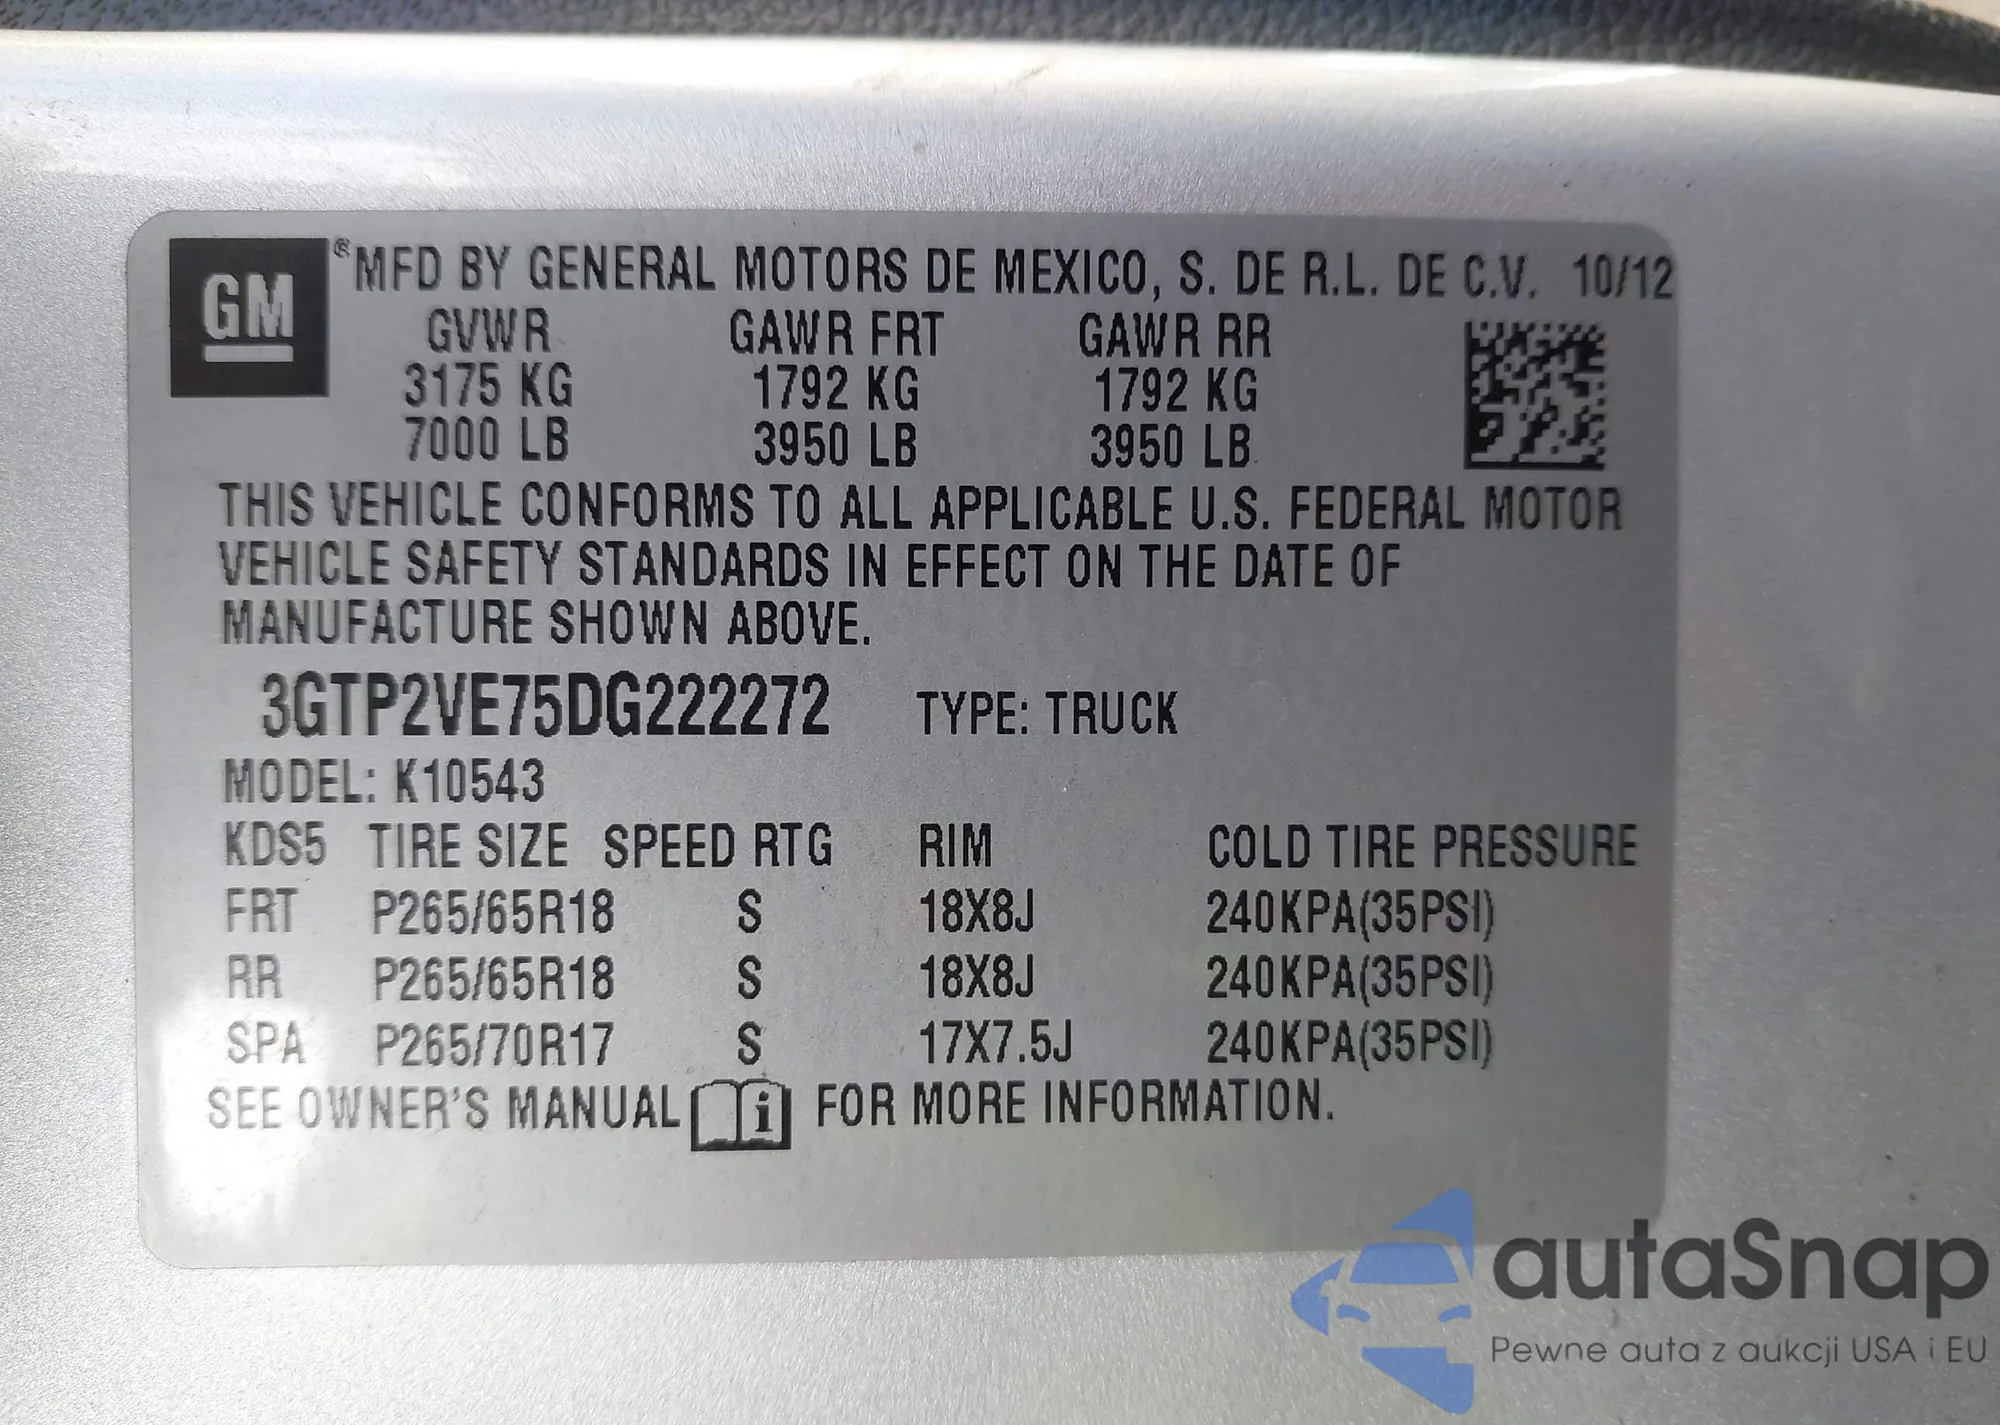 GM ® MFD BY GENERAL MOTORS DE MEXICO, S. DE R.L. DE C.V. 10/12
GVWR GAWR FRT GAWR RR
3175 KG 1792 KG 1792 KG
7000 LB 3950 LB 3950 LB
THIS VEHICLE CONFORMS TO ALL APPLICABLE U.S. FEDERAL MOTOR
VEHICLE SAFETY STANDARDS IN EFFECT ON THE DATE OF
MANUFACTURE SHOWN ABOVE.
3GTP2VE75DG222272 TYPE: TRUCK
MODEL: K10543
KDS5 TIRE SIZE SPEED RTG RIM COLD TIRE PRESSURE
FRT P265/65R18 S 18X8J 240KPA(35PSI)
RR P265/65R18 S 18X8J 240KPA(35PSI)
SPA P265/70R17 S 17X7.5J 240KPA(35PSI)
SEE OWNER'S MANUAL i FOR MORE INFORMATION.
autaSnap
Pewne auta z aukcji USA i EU